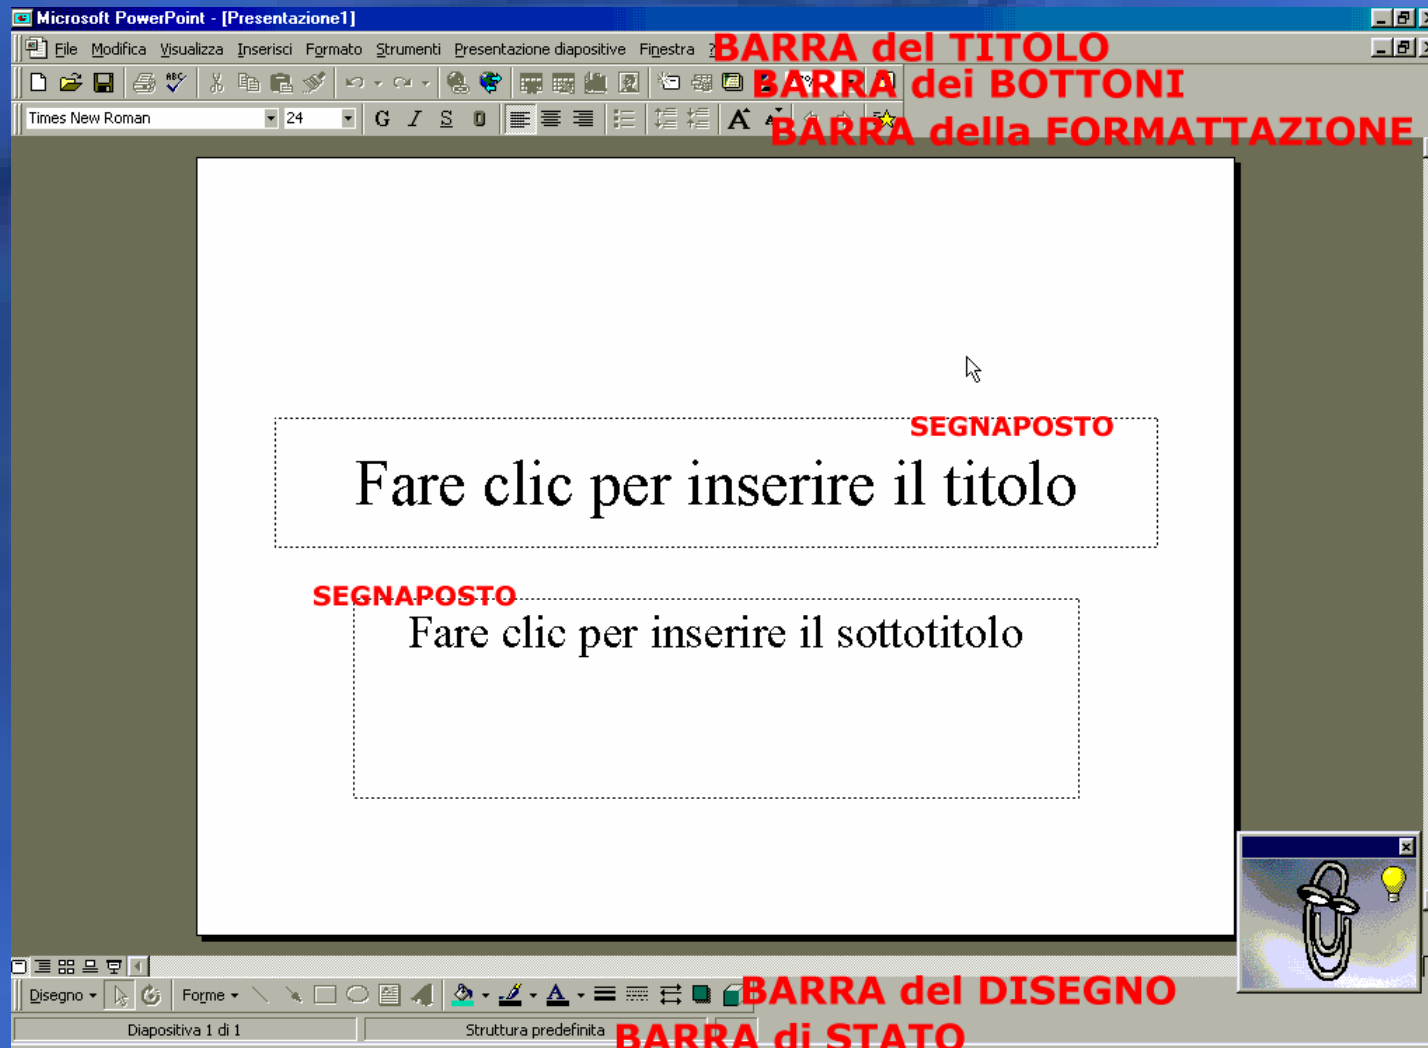 Microsoft PowerPoint - [Presentazione1]
File Modifica Visualizza Inserisci Formato Strumenti Presentazione diapositive Finestra ?
BARRA del TITOLO
BARRA dei BOTTONI
Times New Roman 24 G I S
BARRA della FORMATTAZIONE
SEGNAPOSTO
Fare clic per inserire il titolo
SEGNAPOSTO
Fare clic per inserire il sottotitolo
Disegno Forme
BARRA del DISEGNO
Diapositiva 1 di 1 Struttura predefinita
BARRA di STATO